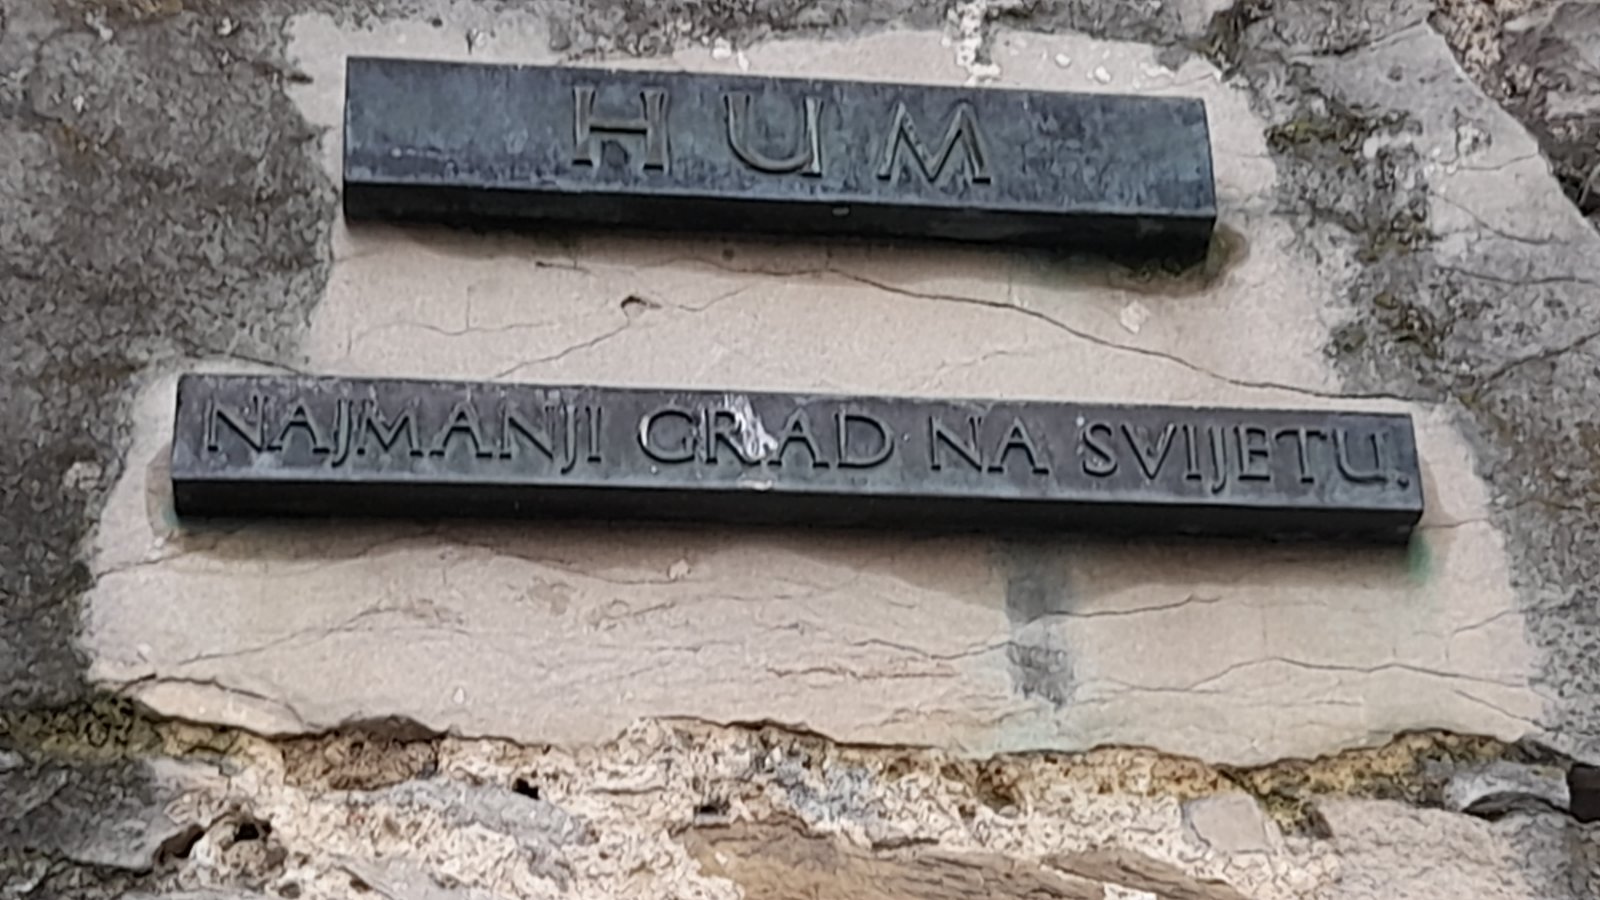 HUM
NAJMANJI GRAD NA SVIJETU.